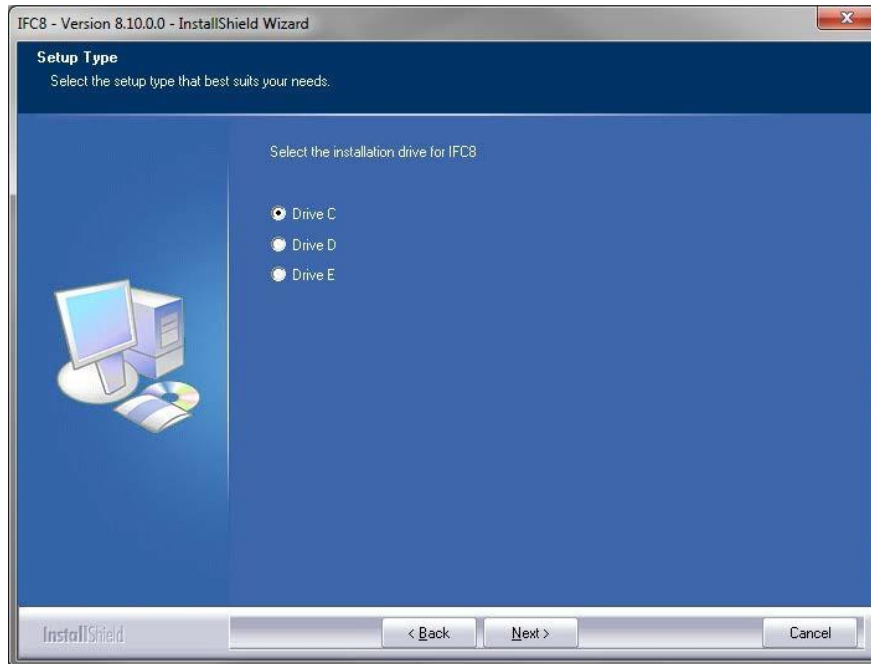 IFC8 - Version 8.10.0.0 - InstallShield Wizard
Setup Type
Select the setup type that best suits your needs.
Select the installation drive for IFC8
Drive C
Drive D
Drive E
InstallShield
< Back
Next >
Cancel